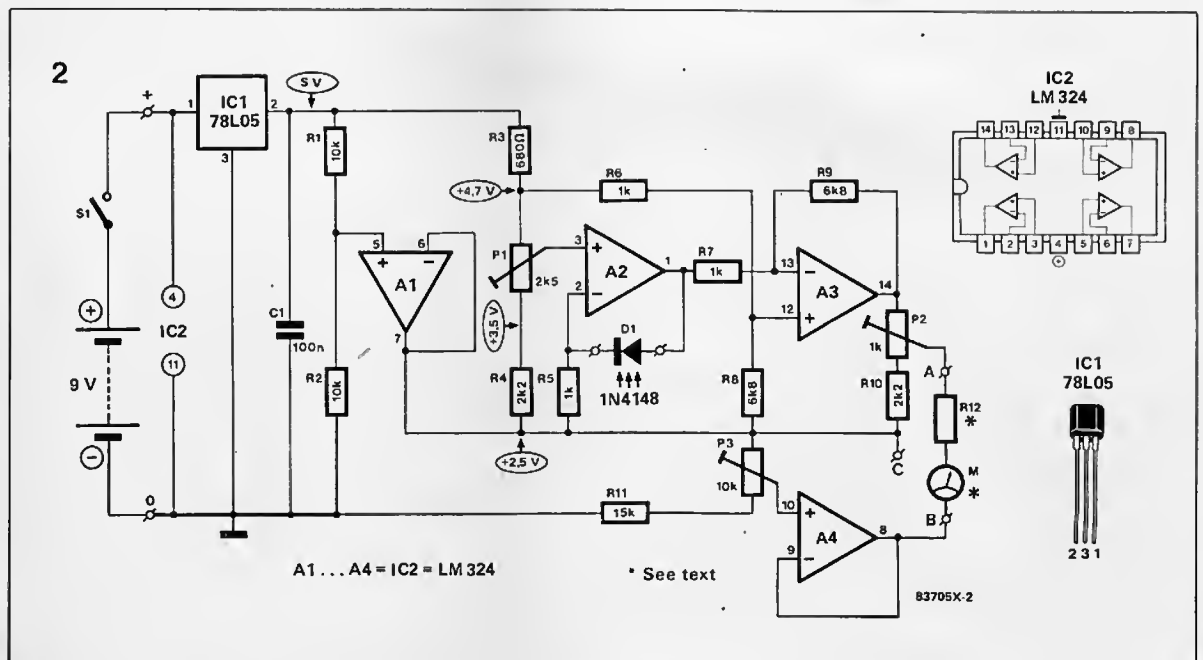 2
+
1
IC1
78L05
2
3
5 V
R1
10k
R3
680Ω
+4,7 V
R6
1k
R9
6k8
S1
4
IC2
11
9 V
+
−
0
C1
100n
5
6
+
−
A1
7
R2
10k
P1
2k5
+3,5 V
R4
2k2
+2,5 V
3
+
A2
2
−
1
R7
1k
D1
1N4148
R5
1k
13
−
A3
12
+
14
R8
6k8
P2
1k
R10
2k2
A
R12
*
M
*
B
C
P3
10k
R11
15k
10
+
A4
9
−
8
A1 . . . A4 = IC2 = LM 324
* See text
83705X-2
IC2
LM 324
14 13 12 11 10 9 8
1 2 3 4 5 6 7
+
IC1
78L05
2 3 1